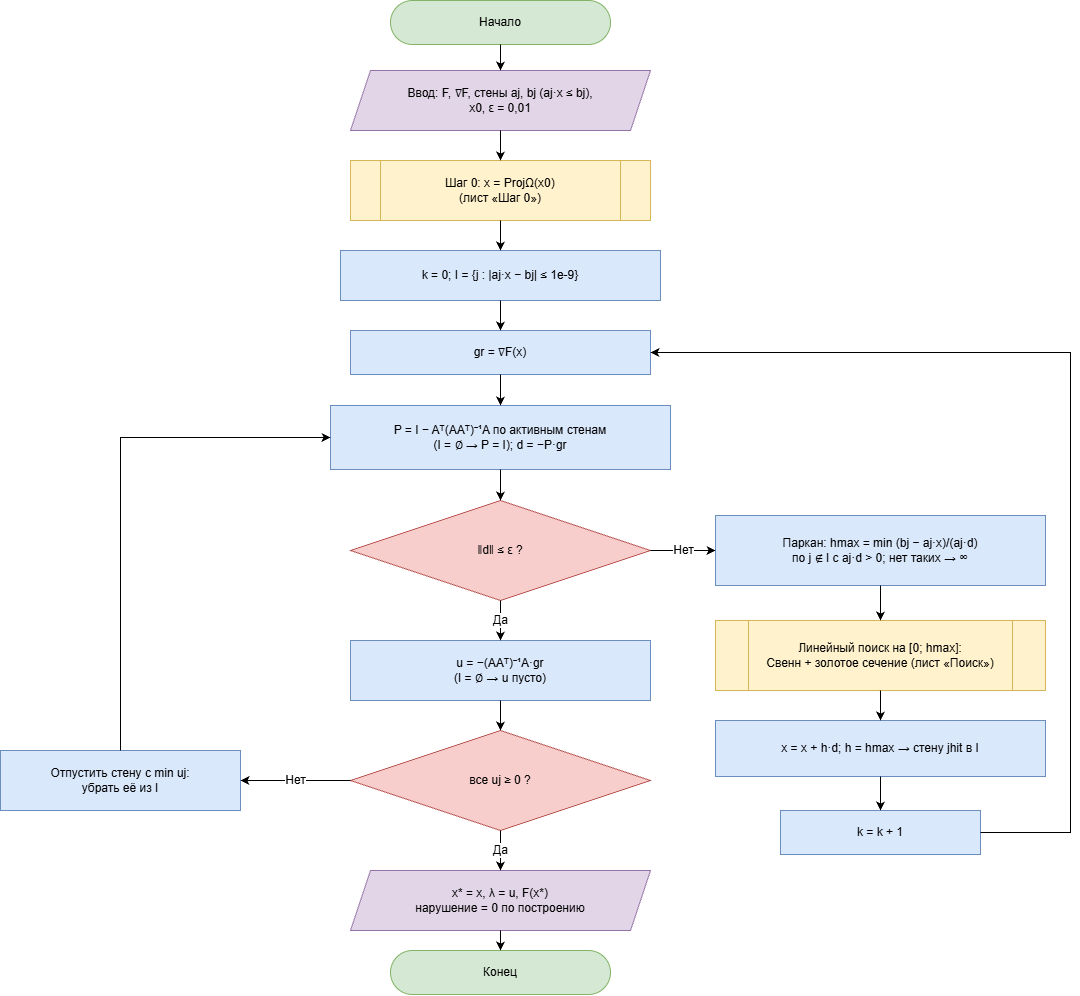 Начало
Ввод: F, ∇F, стены aj, bj (aj·x ≤ bj),
x0, ε = 0,01
Шаг 0: x = ProjΩ(x0)
(лист «Шаг 0»)
k = 0; I = {j : |aj·x − bj| ≤ 1e-9}
gr = ∇F(x)
P = I − Aᵀ(AAᵀ)⁻¹A по активным стенам
(I = ∅ → P = I); d = −P·gr
‖d‖ ≤ ε ?
Нет
Паркан: hmax = min (bj − aj·x)/(aj·d)
по j ∉ I с aj·d > 0; нет таких → ∞
Да
Линейный поиск на [0; hmax]:
Свенн + золотое сечение (лист «Поиск»)
u = −(AAᵀ)⁻¹A·gr
(I = ∅ → u пусто)
x = x + h·d; h = hmax → стену jhit в I
все uj ≥ 0 ?
Нет
Отпустить стену с min uj:
убрать её из I
k = k + 1
Да
x* = x, λ = u, F(x*)
нарушение = 0 по построению
Конец